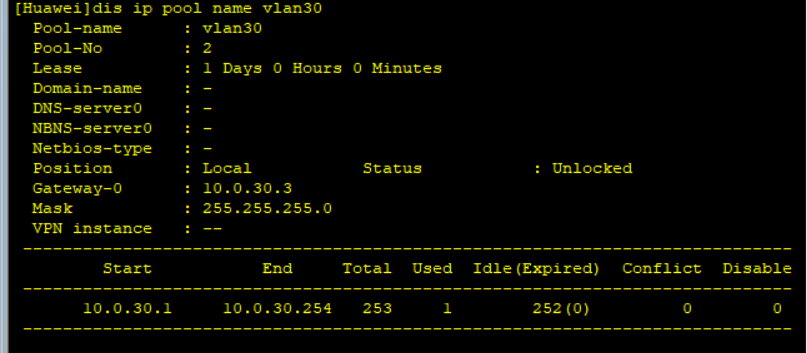 [Huawei]dis ip pool name vlan30
Pool-name : vlan30
Pool-No : 2
Lease : 1 Days 0 Hours 0 Minutes
Domain-name : -
DNS-server0 : -
NBNS-server0 : -
Netbios-type : -
Position : Local Status : Unlocked
Gateway-0 : 10.0.30.3
Mask : 255.255.255.0
VPN instance : --
Start End Total Used Idle(Expired) Conflict Disable
10.0.30.1 10.0.30.254 253 1 252(0) 0 0